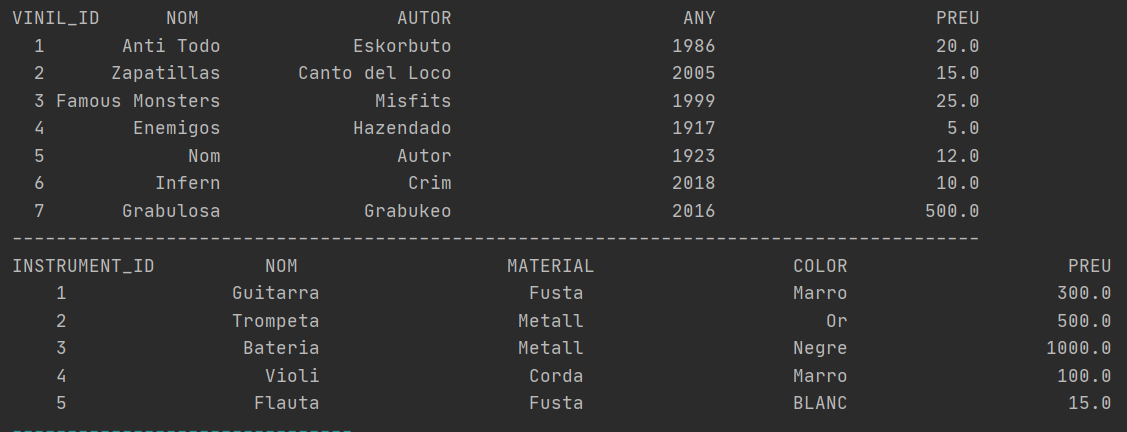 VINIL_ID NOM AUTOR ANY PREU
1 Anti Todo Eskorbuto 1986 20.0
2 Zapatillas Canto del Loco 2005 15.0
3 Famous Monsters Misfits 1999 25.0
4 Enemigos Hazendado 1917 5.0
5 Nom Autor 1923 12.0
6 Infern Crim 2018 10.0
7 Grabulosa Grabukeo 2016 500.0
----------------------------------------------------------------------------------------
INSTRUMENT_ID NOM MATERIAL COLOR PREU
1 Guitarra Fusta Marro 300.0
2 Trompeta Metall Or 500.0
3 Bateria Metall Negre 1000.0
4 Violi Corda Marro 100.0
5 Flauta Fusta BLANC 15.0
-------------------------------